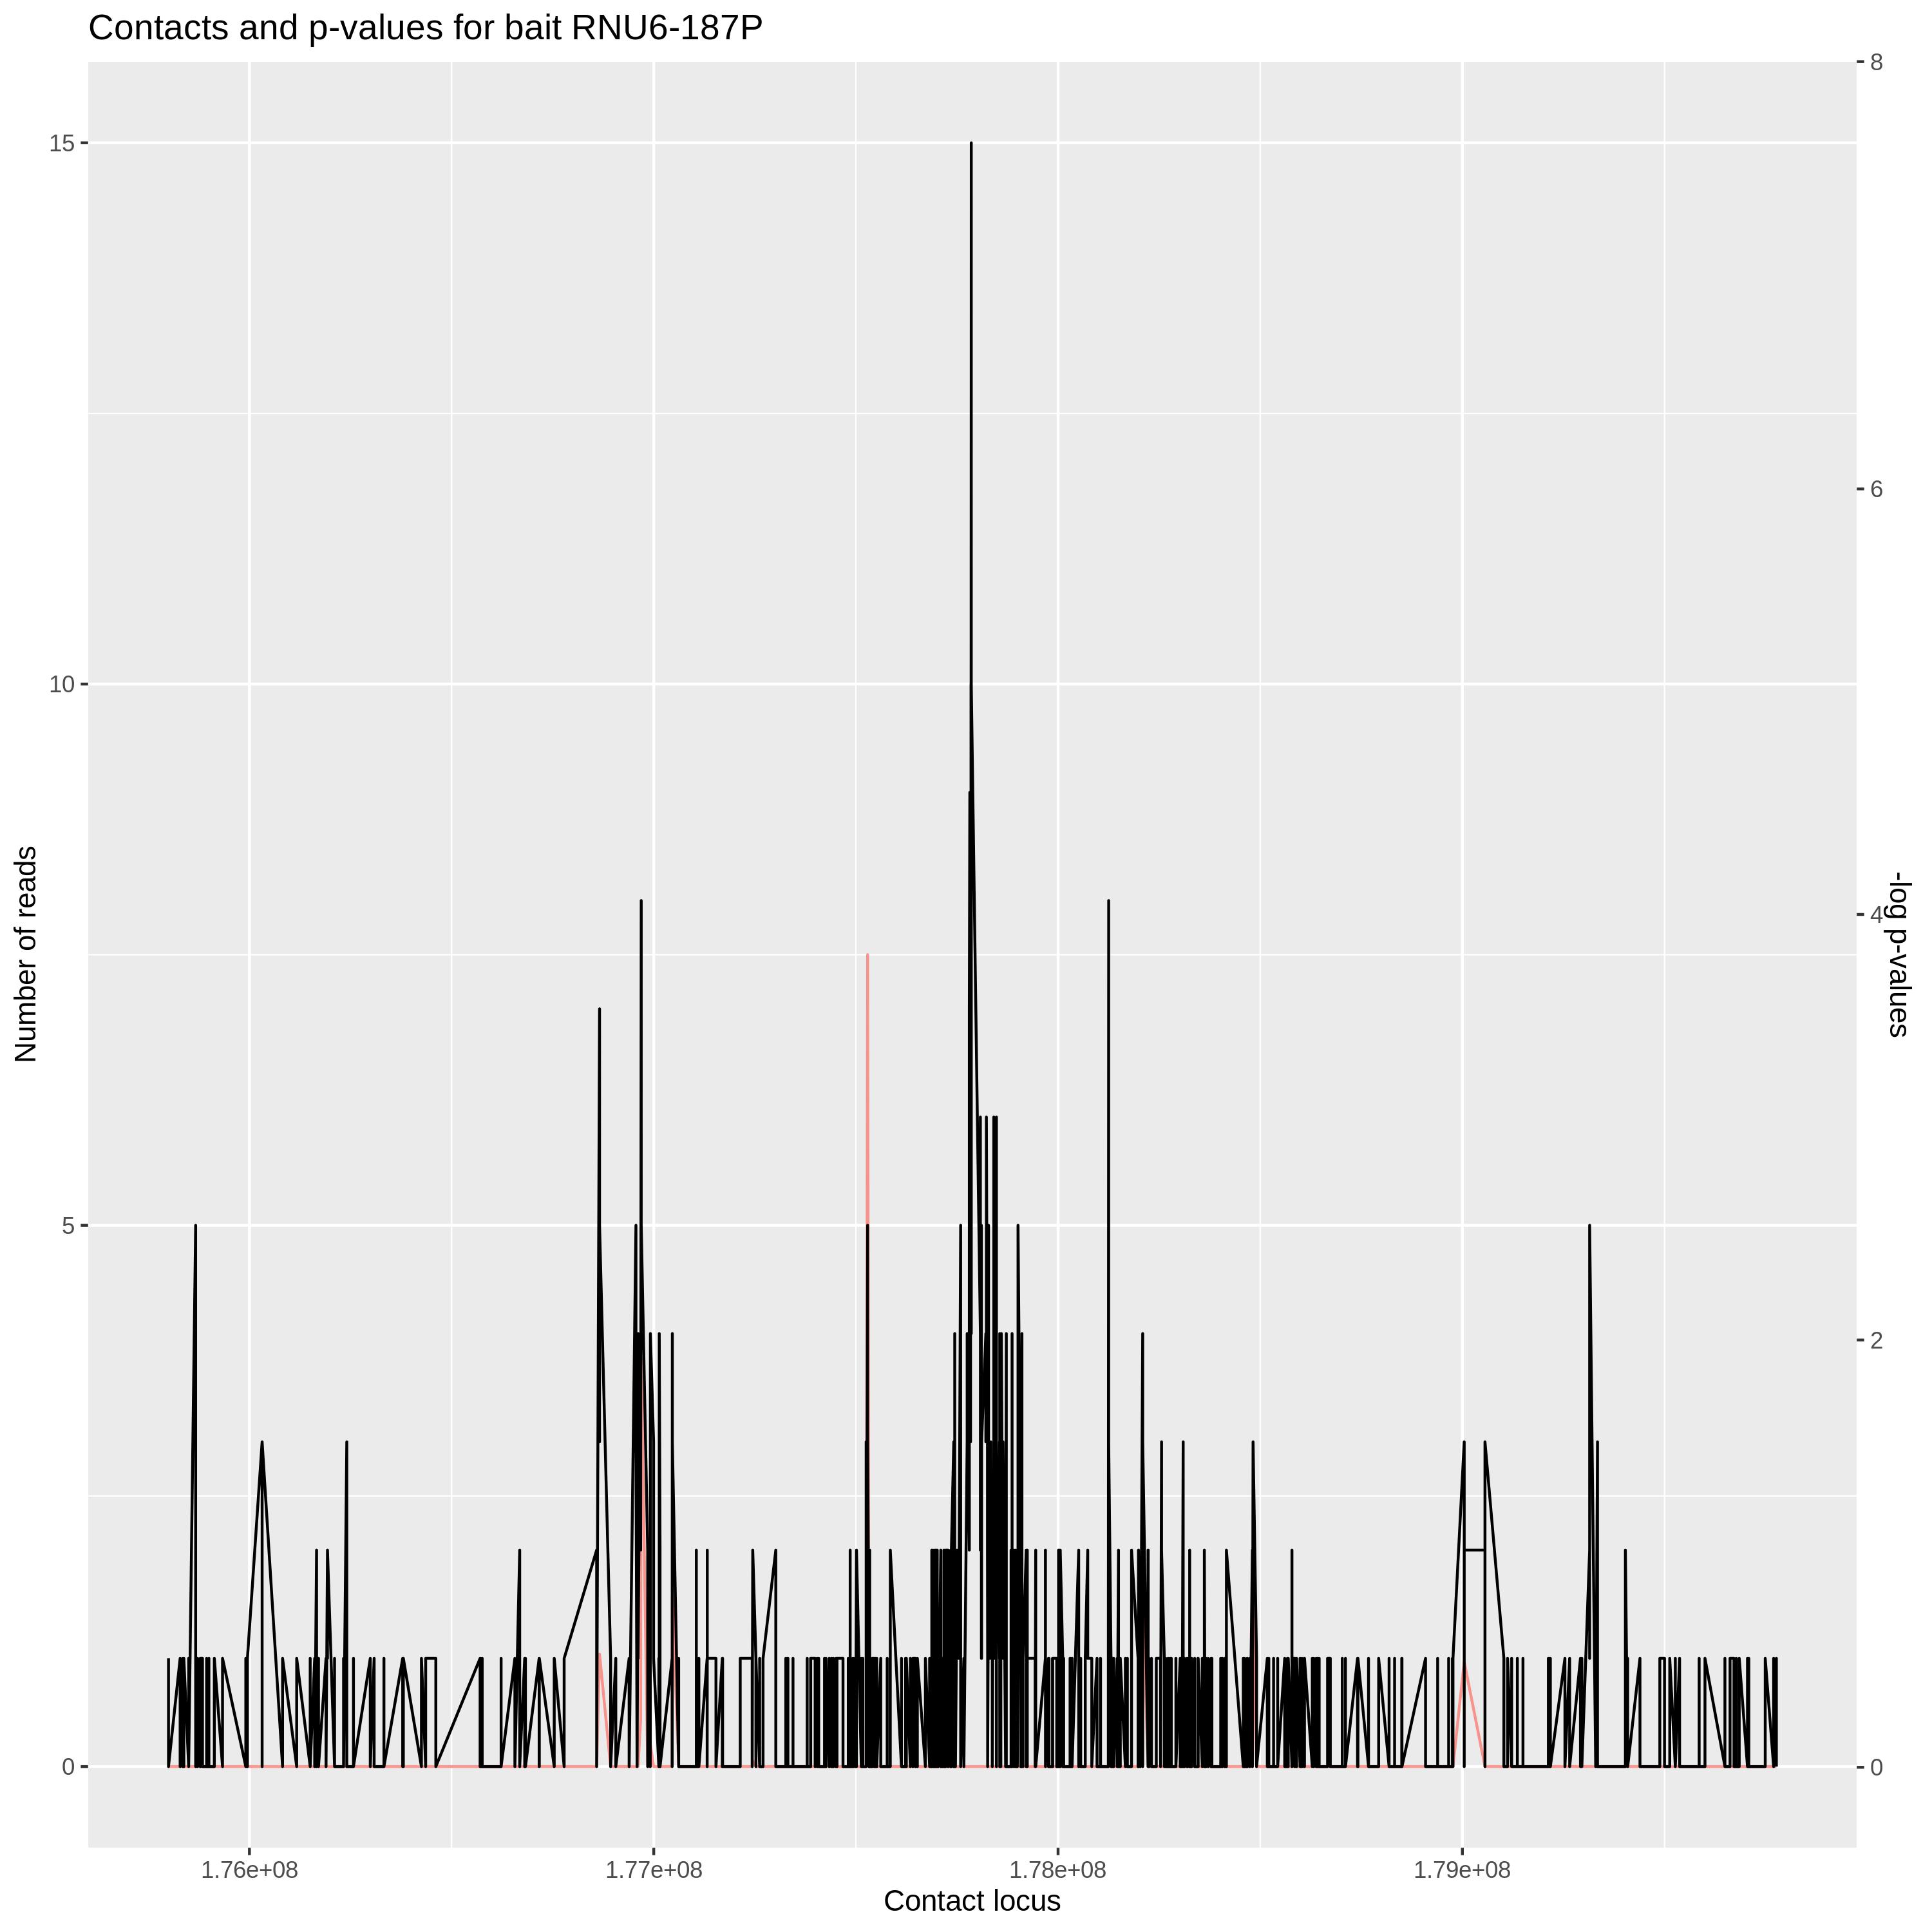 Contacts and p-values for bait RNU6-187P
Number of reads
15
10
5
0
8
6
4
2
0
-log p-values
1.76e+08
1.77e+08
1.78e+08
1.79e+08
Contact locus